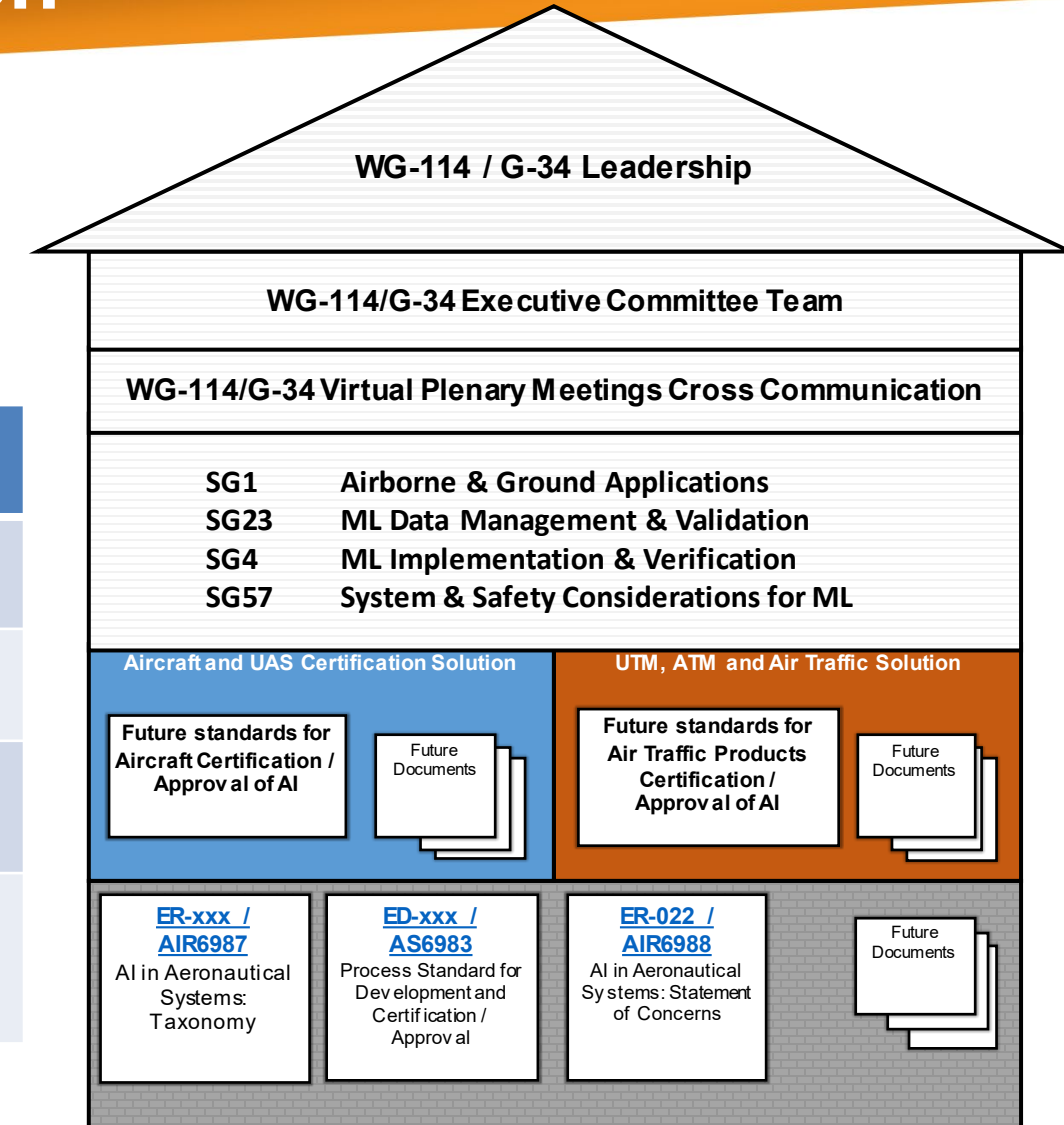 WG-114 / G-34 Leadership
WG-114/G-34 Executive Committee Team
WG-114/G-34 Virtual Plenary Meetings Cross Communication
SG1 Airborne & Ground Applications
SG23 ML Data Management & Validation
SG4 ML Implementation & Verification
SG57 System & Safety Considerations for ML
Aircraft and UAS Certification Solution
Future standards for
Aircraft Certification /
Approval of AI
Future
Documents
UTM, ATM and Air Traffic Solution
Future standards for
Air Traffic Products
Certification /
Approval of AI
Future
Documents
ER-xxx /
AIR6987
AI in Aeronautical
Systems:
Taxonomy
ED-xxx /
AS6983
Process Standard for
Development and
Certification /
Approval
ER-022 /
AIR6988
AI in Aeronautical
Systems: Statement
of Concerns
Future
Documents